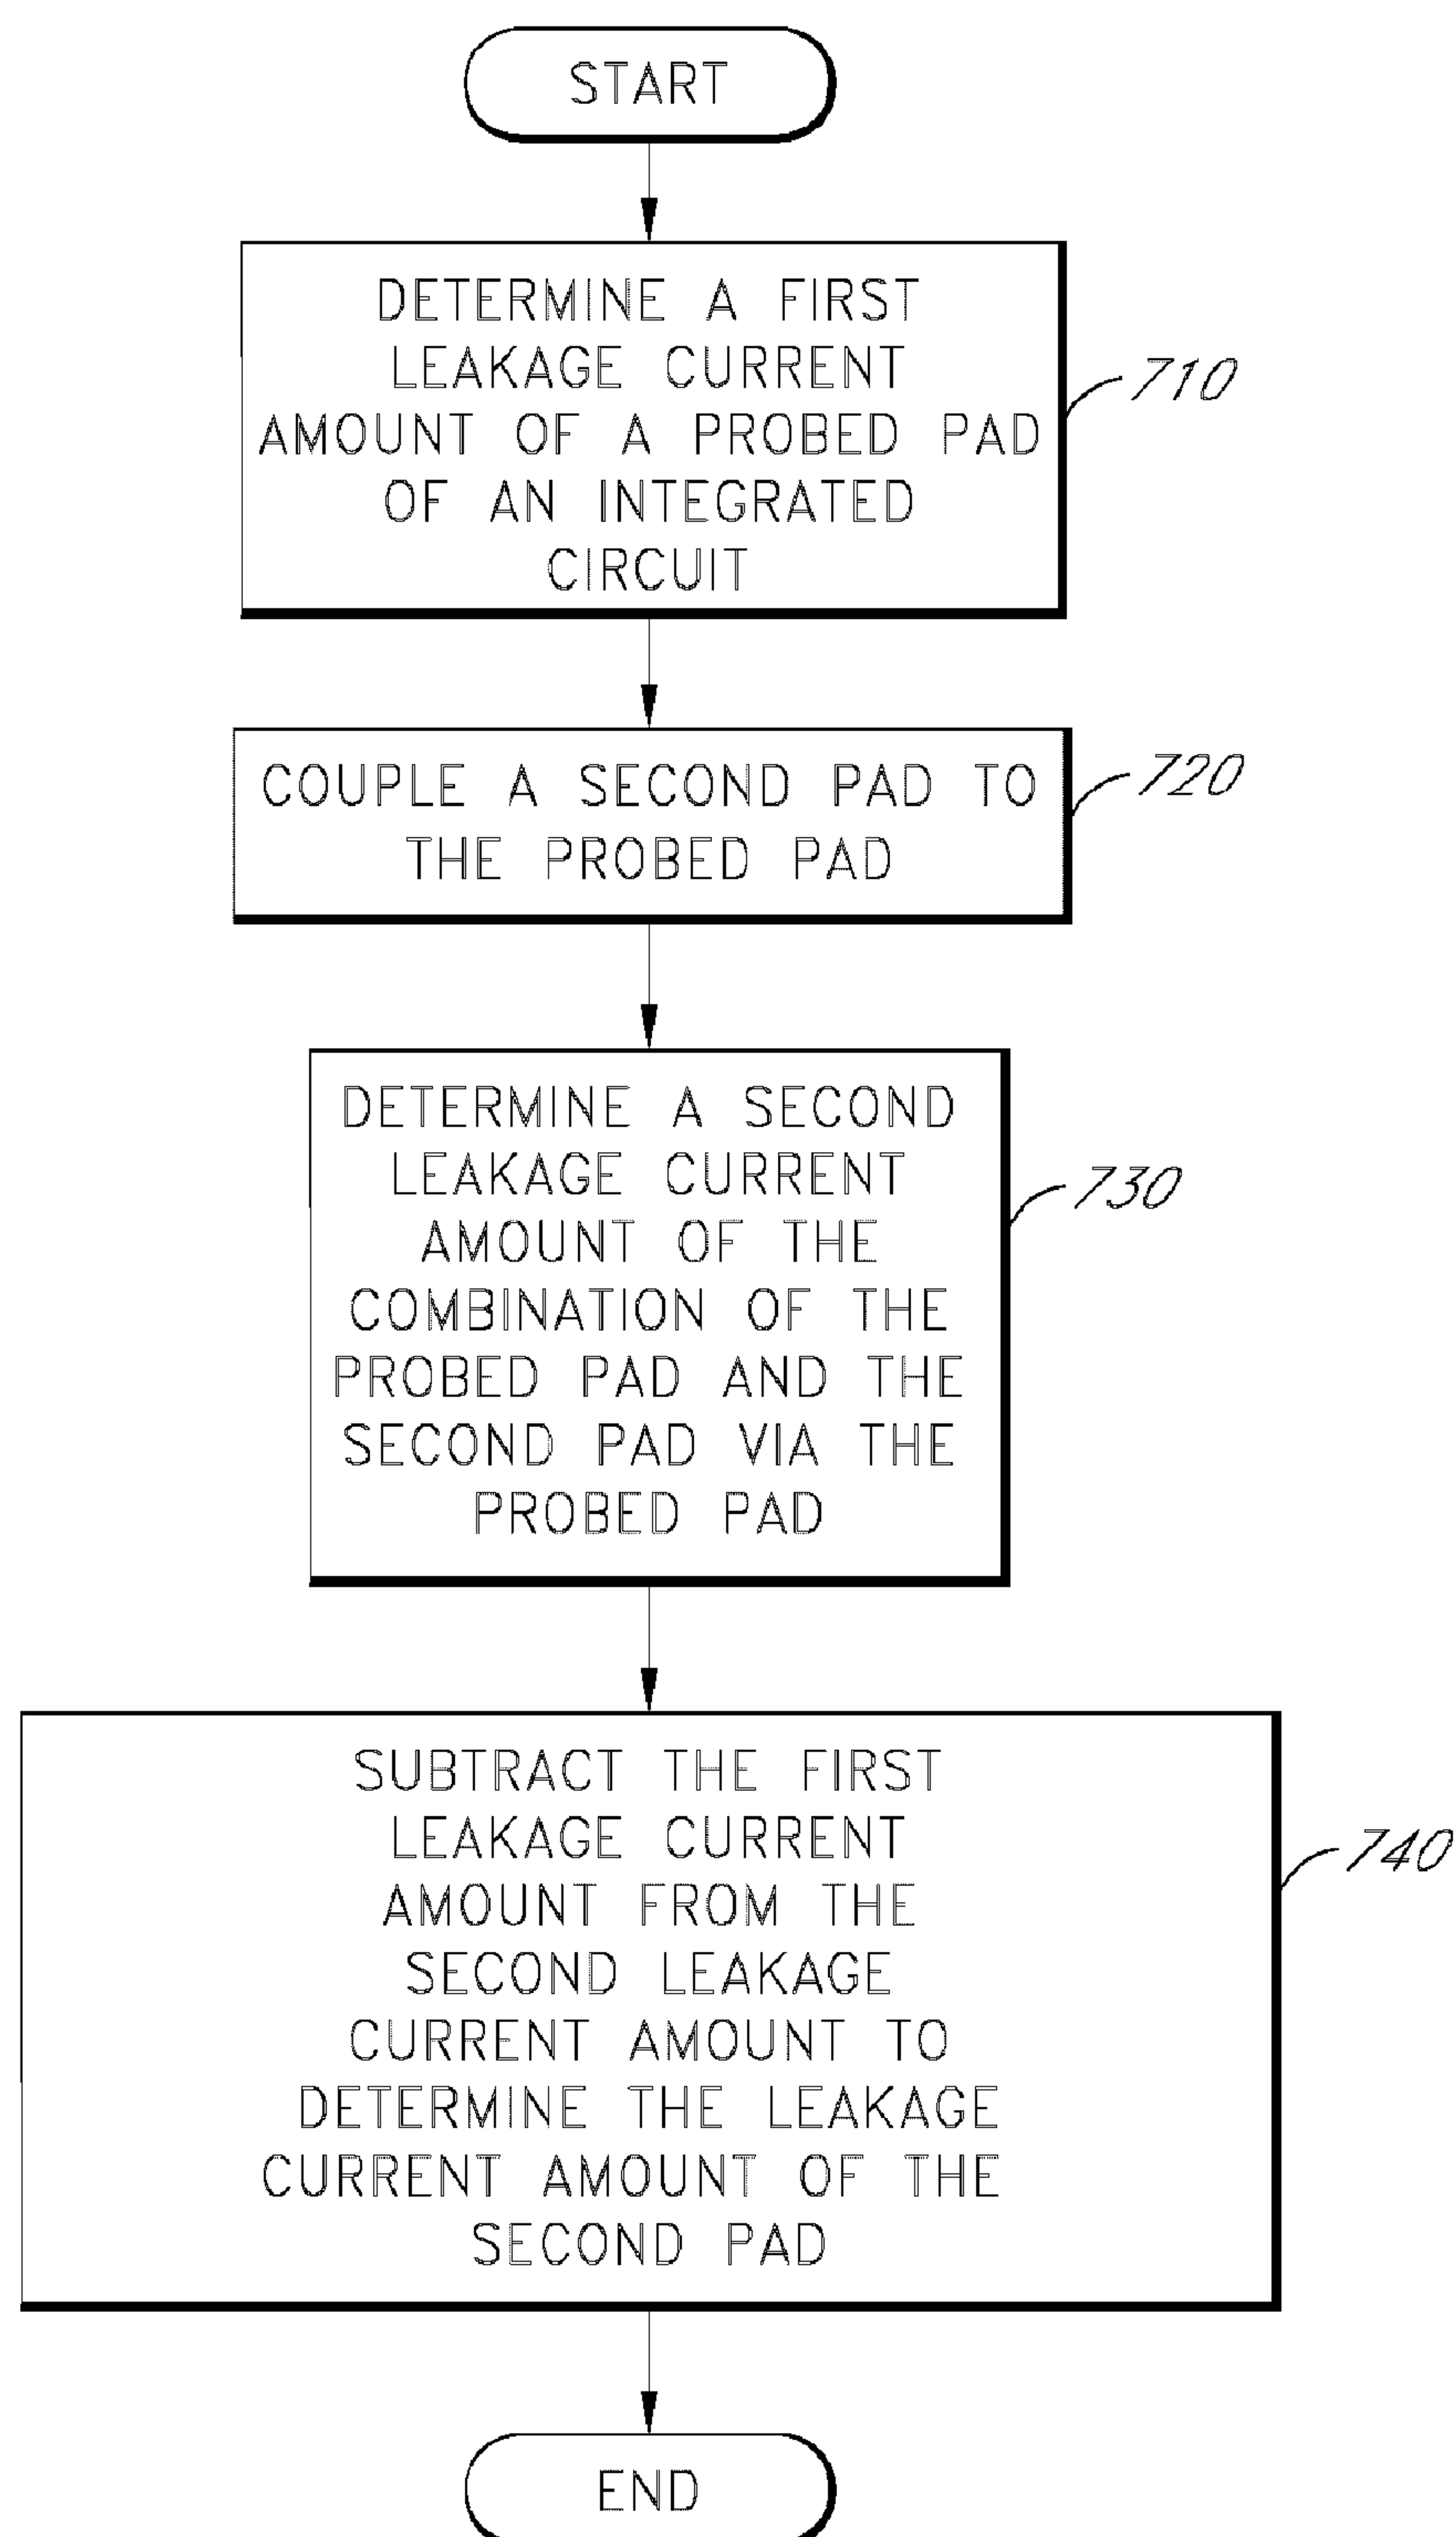 START
DETERMINE A FIRST
LEAKAGE CURRENT
AMOUNT OF A PROBED PAD
OF AN INTEGRATED
CIRCUIT
710
COUPLE A SECOND PAD TO
THE PROBED PAD
720
DETERMINE A SECOND
LEAKAGE CURRENT
AMOUNT OF THE
COMBINATION OF THE
PROBED PAD AND THE
SECOND PAD VIA THE
PROBED PAD
730
SUBTRACT THE FIRST
LEAKAGE CURRENT
AMOUNT FROM THE
SECOND LEAKAGE
CURRENT AMOUNT TO
DETERMINE THE LEAKAGE
CURRENT AMOUNT OF THE
SECOND PAD
740
END